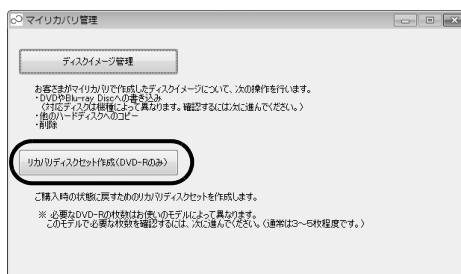 マイリカバリ管理
ディスクイメージ管理
お客さまがマイリカバリで作成したディスクイメージについて、次の操作を行います。
・DVDやBlu-ray Discへの書き込み
（対応ディスクは機種によって異なります。確認するには次に進んでください。）
・他のハードディスクへのコピー
・削除
リカバリディスクセット作成(DVD-Rのみ)
ご購入時の状態に戻すためのリカバリディスクセットを作成します。
※ 必要なDVD-Rの枚数はお使いのモデルによって異なります。
このモデルで必要な枚数を確認するには、次に進んでください。（通常は3～5枚程度です。）